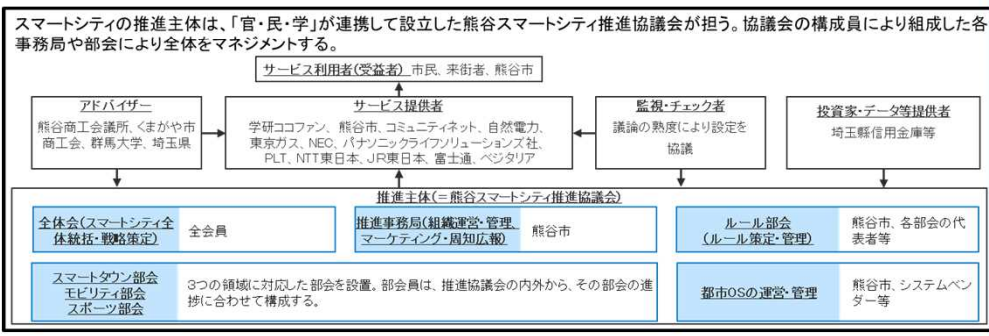 スマートシティの推進主体は、「官・民・学」が連携して設立した熊谷スマートシティ推進協議会が担う。協議会の構成員により組成した各
事務局や部会により全体をマネジメントする。
サービス利用者(受益者) 市民、来街者、熊谷市
アドバイザー
熊谷商工会議所、くまがや市
商工会、群馬大学、埼玉県
サービス提供者
学研ココファン、熊谷市、コミュニティネット、自然電力、
東京ガス、NEC、パナソニックライフソリューションズ社、
PLT、NTT東日本、JR東日本、富士通、ベジタリア
監視・チェック者
議論の熟度により設定を
協議
投資家・データ等提供者
埼玉縣信用金庫等
推進主体(=熊谷スマートシティ推進協議会)
全体会(スマートシティ全
体統括・戦略策定)
全会員
推進事務局(組織運営・管理、
マーケティング・周知広報)
熊谷市
ルール部会
(ルール策定・管理)
熊谷市、各部会の代
表者等
スマートタウン部会
モビリティ部会
スポーツ部会
3つの領域に対応した部会を設置。部会員は、推進協議会の内外から、その部会の進
捗に合わせて構成する。
都市OSの運営・管理
熊谷市、システムベン
ダー等